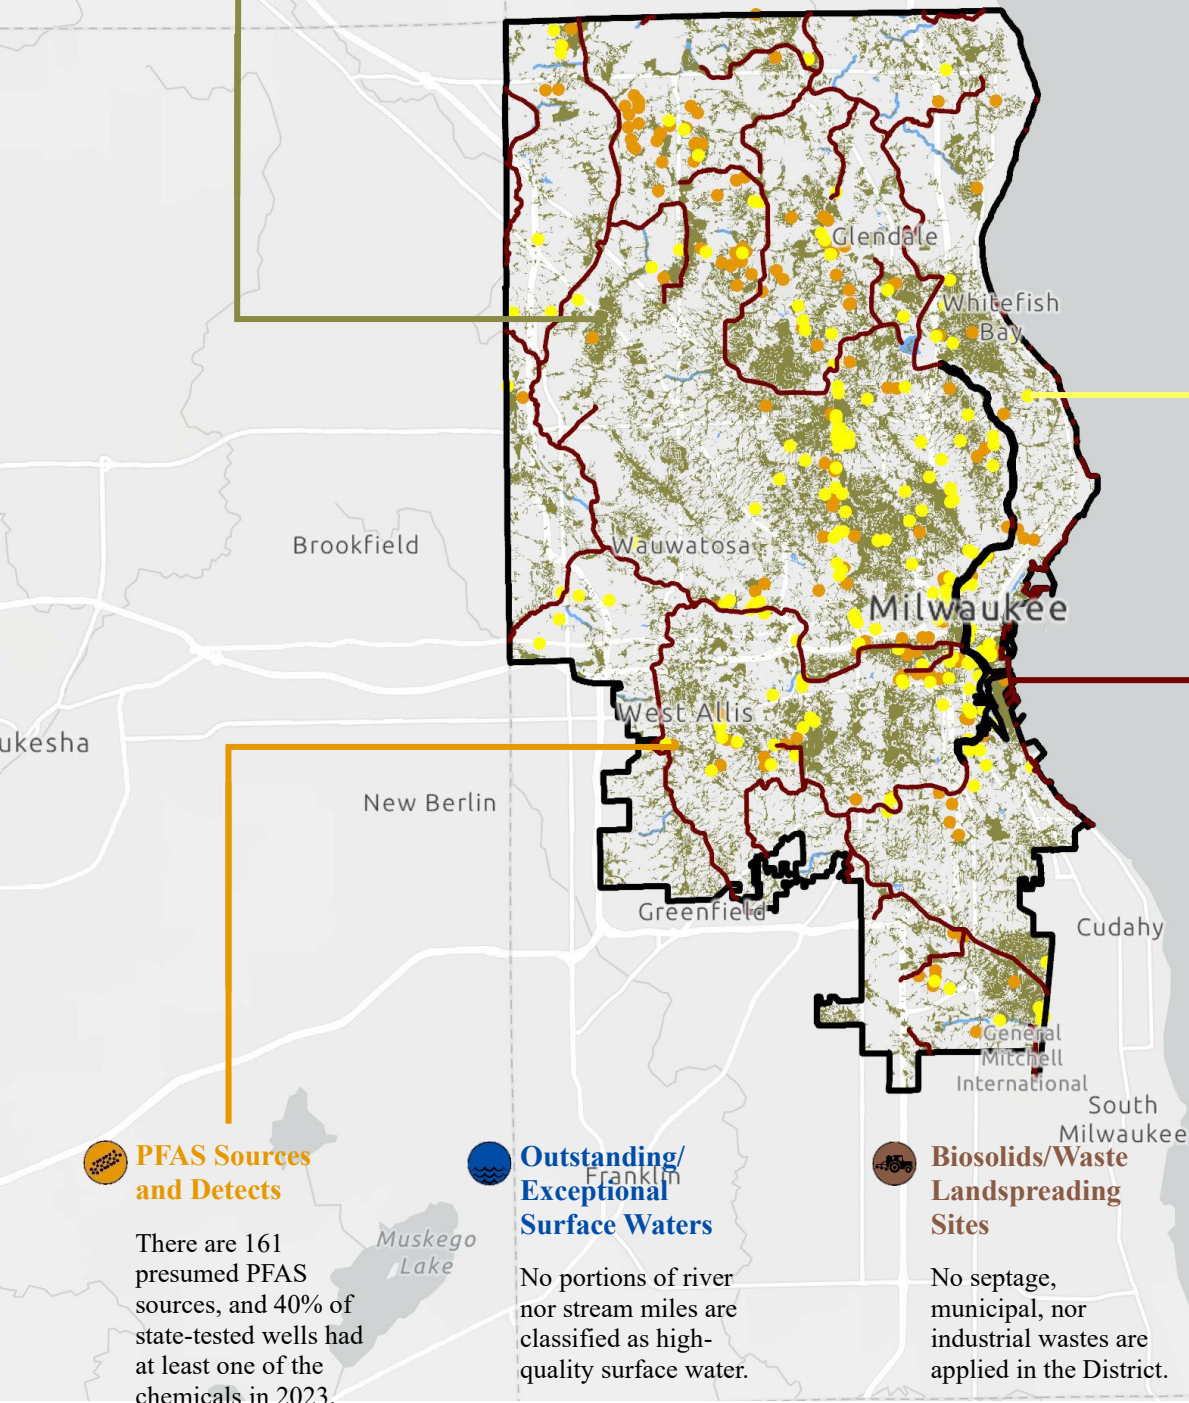 Glendale
Whitefish
Bay
Brookfield
Wauwatosa
Milwaukee
West Allis
ukesha
New Berlin
Greenfield
Cudahy
General
Mitchell
International
South
Milwaukee
Franklin
Muskego
Lake
PFAS Sources
and Detects
There are 161
presumed PFAS
sources, and 40% of
state-tested wells had
at least one of the
chemicals in 2023.
Outstanding/
Exceptional
Surface Waters
No portions of river
nor stream miles are
classified as high-
quality surface water.
Biosolids/Waste
Landspreading
Sites
No septage,
municipal, nor
industrial wastes are
applied in the District.